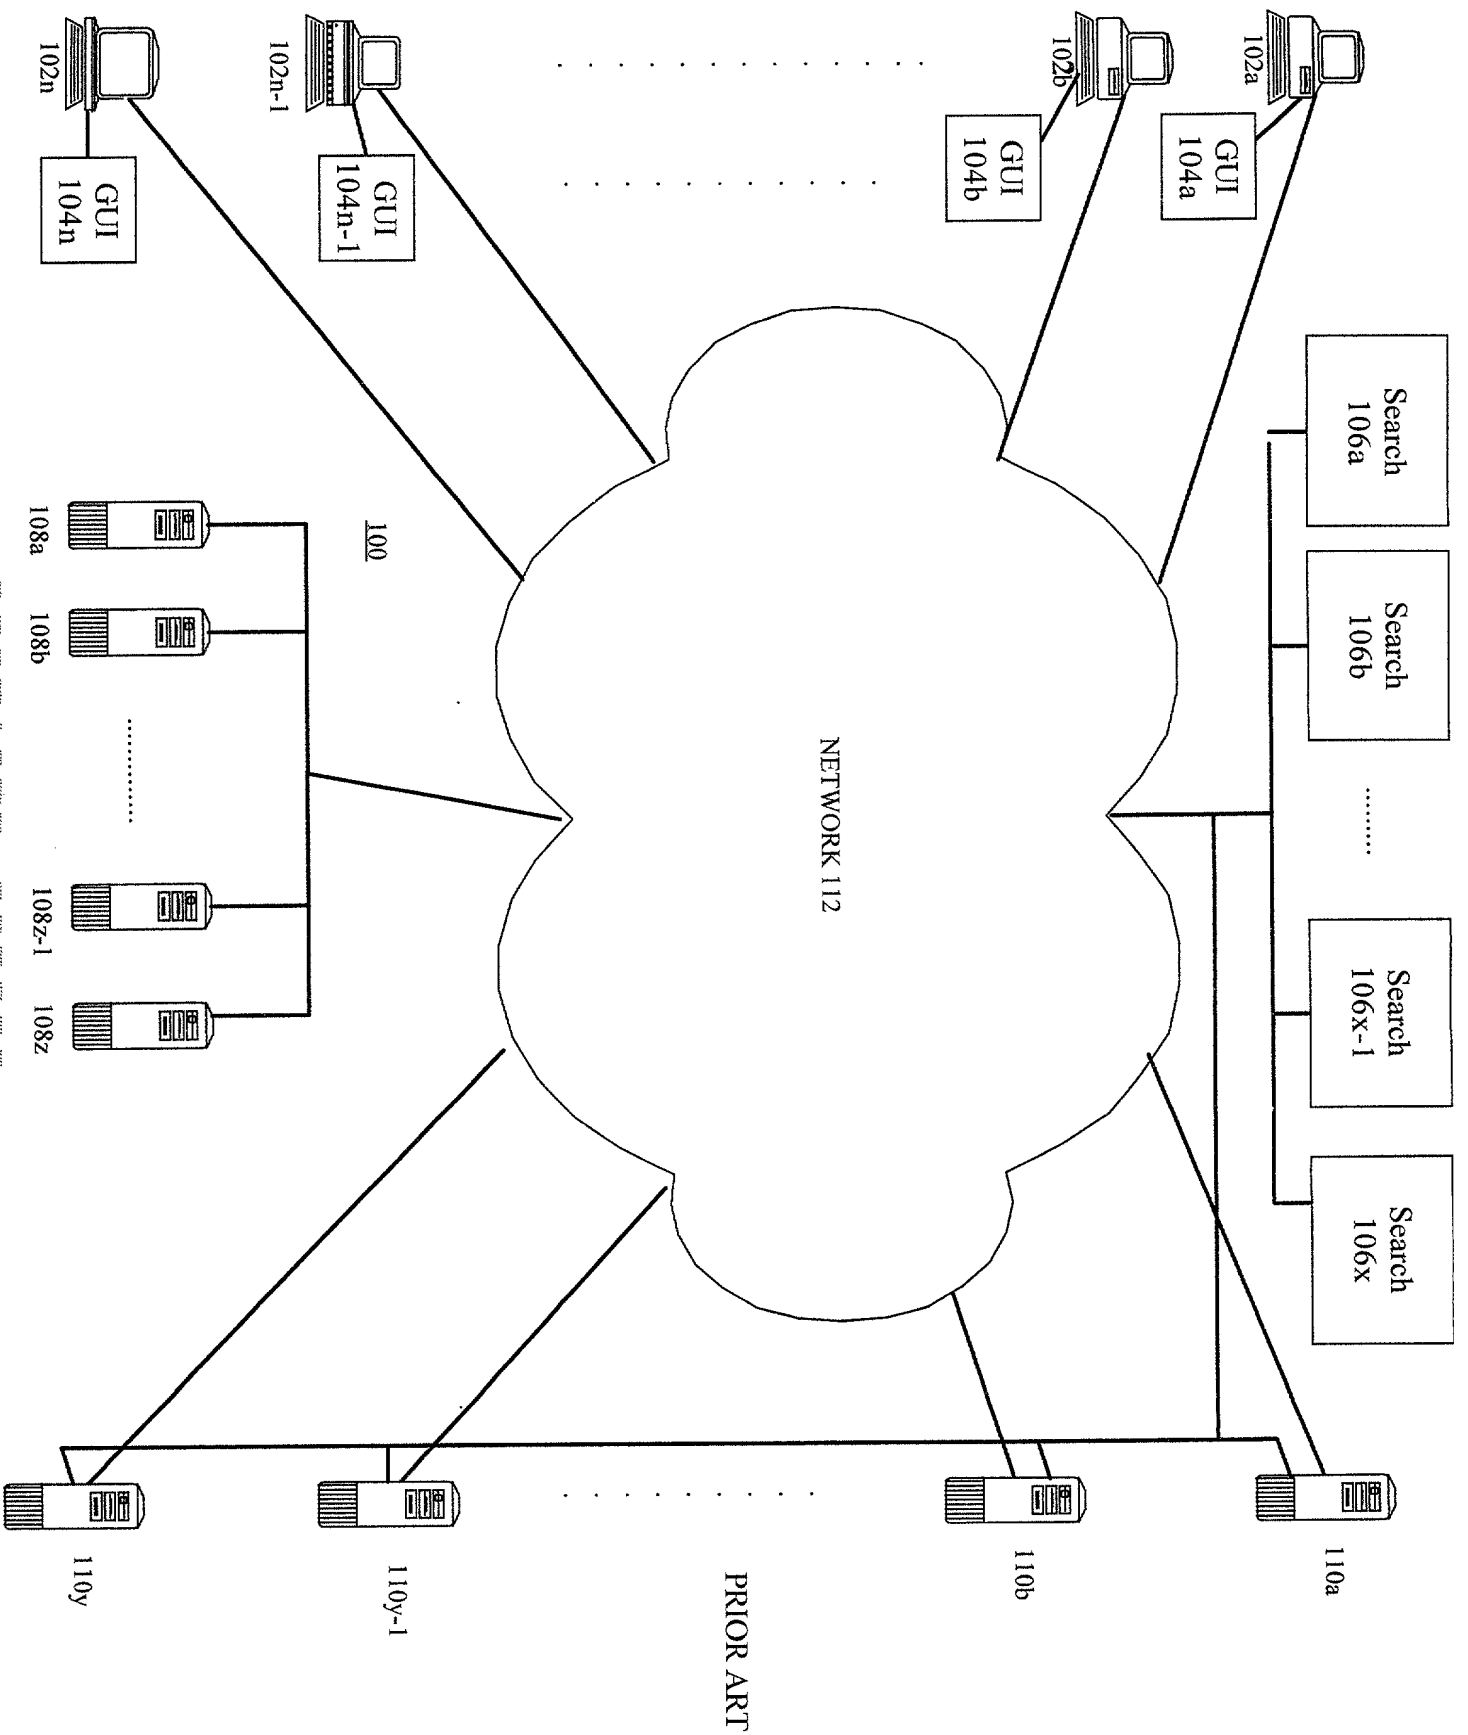 Search
106a
Search
106b
........
Search
106x-1
Search
106x
102a
GUI
104a
110a
102b
GUI
104b
110b
NETWORK 112
PRIOR ART
102n-1
GUI
104n-1
110y-1
100
102n
GUI
104n
110y
108a
108b
108z-1
108z